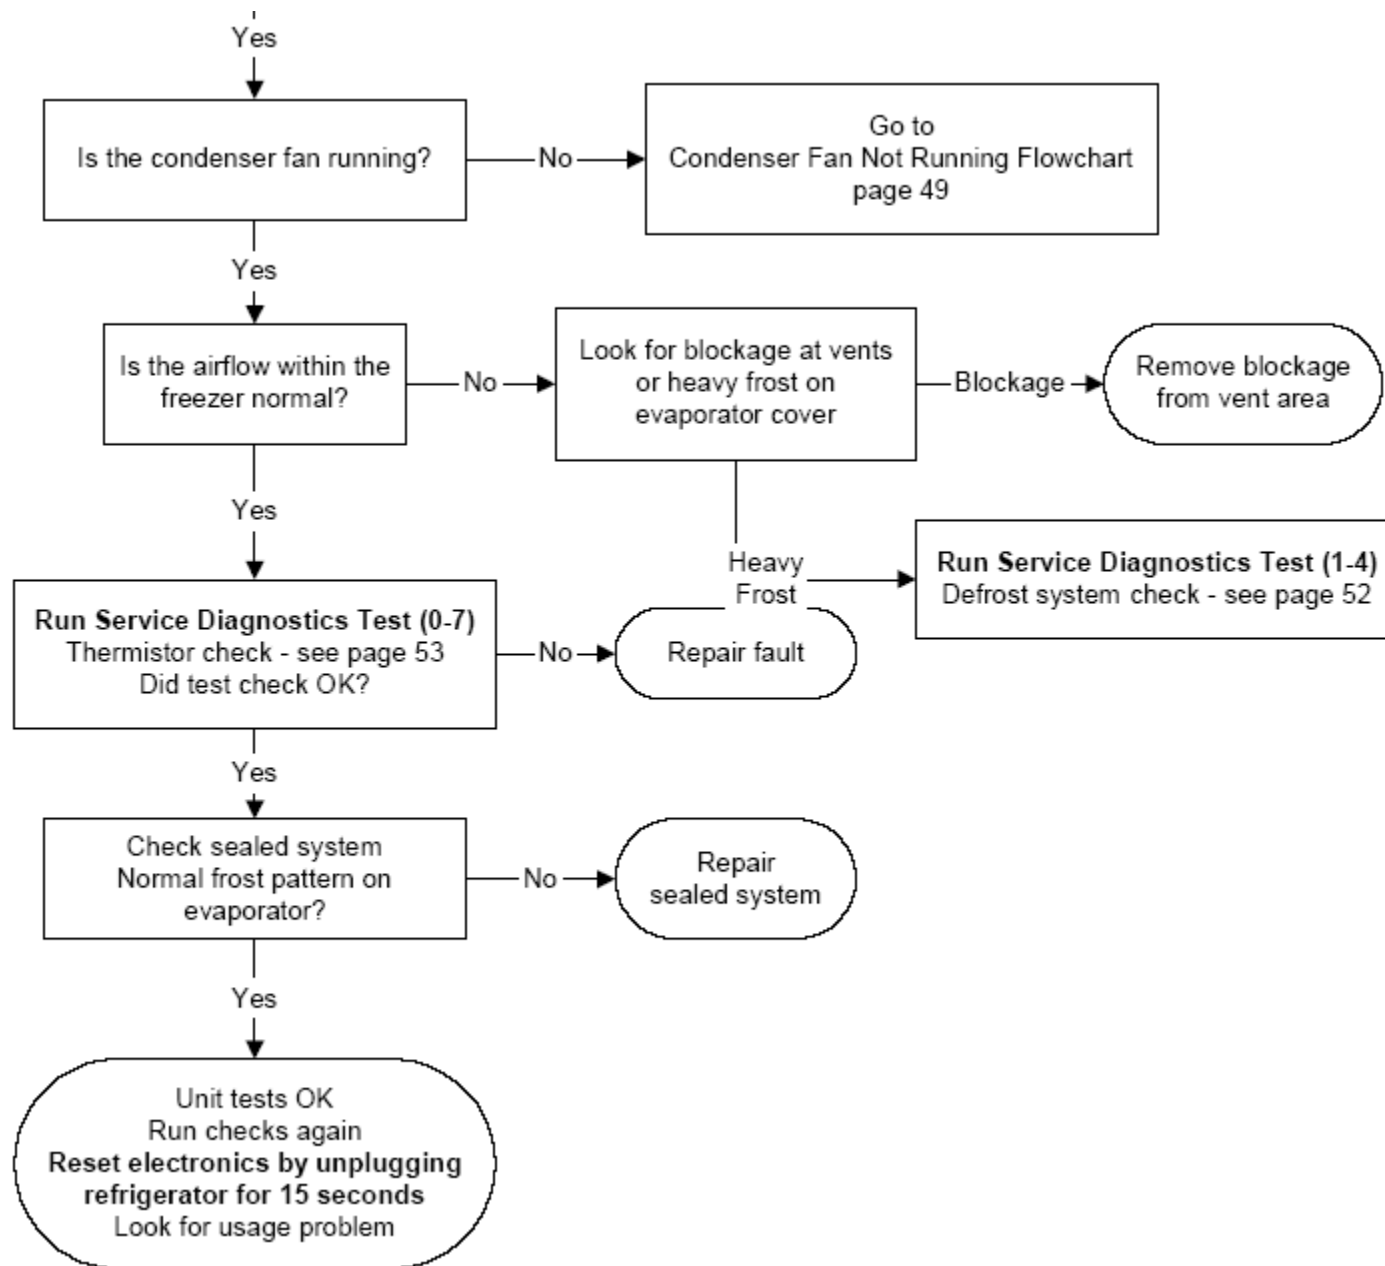 Yes
Is the condenser fan running?
No
Go to
Condenser Fan Not Running Flowchart
page 49
Yes
Is the airflow within the
freezer normal?
No
Look for blockage at vents
or heavy frost on
evaporator cover
Blockage
Remove blockage
from vent area
Yes
Heavy
Frost
Run Service Diagnostics Test (1-4)
Defrost system check - see page 52
Run Service Diagnostics Test (0-7)
Thermistor check - see page 53
Did test check OK?
No
Repair fault
Yes
Check sealed system
Normal frost pattern on
evaporator?
No
Repair
sealed system
Yes
Unit tests OK
Run checks again
Reset electronics by unplugging
refrigerator for 15 seconds
Look for usage problem